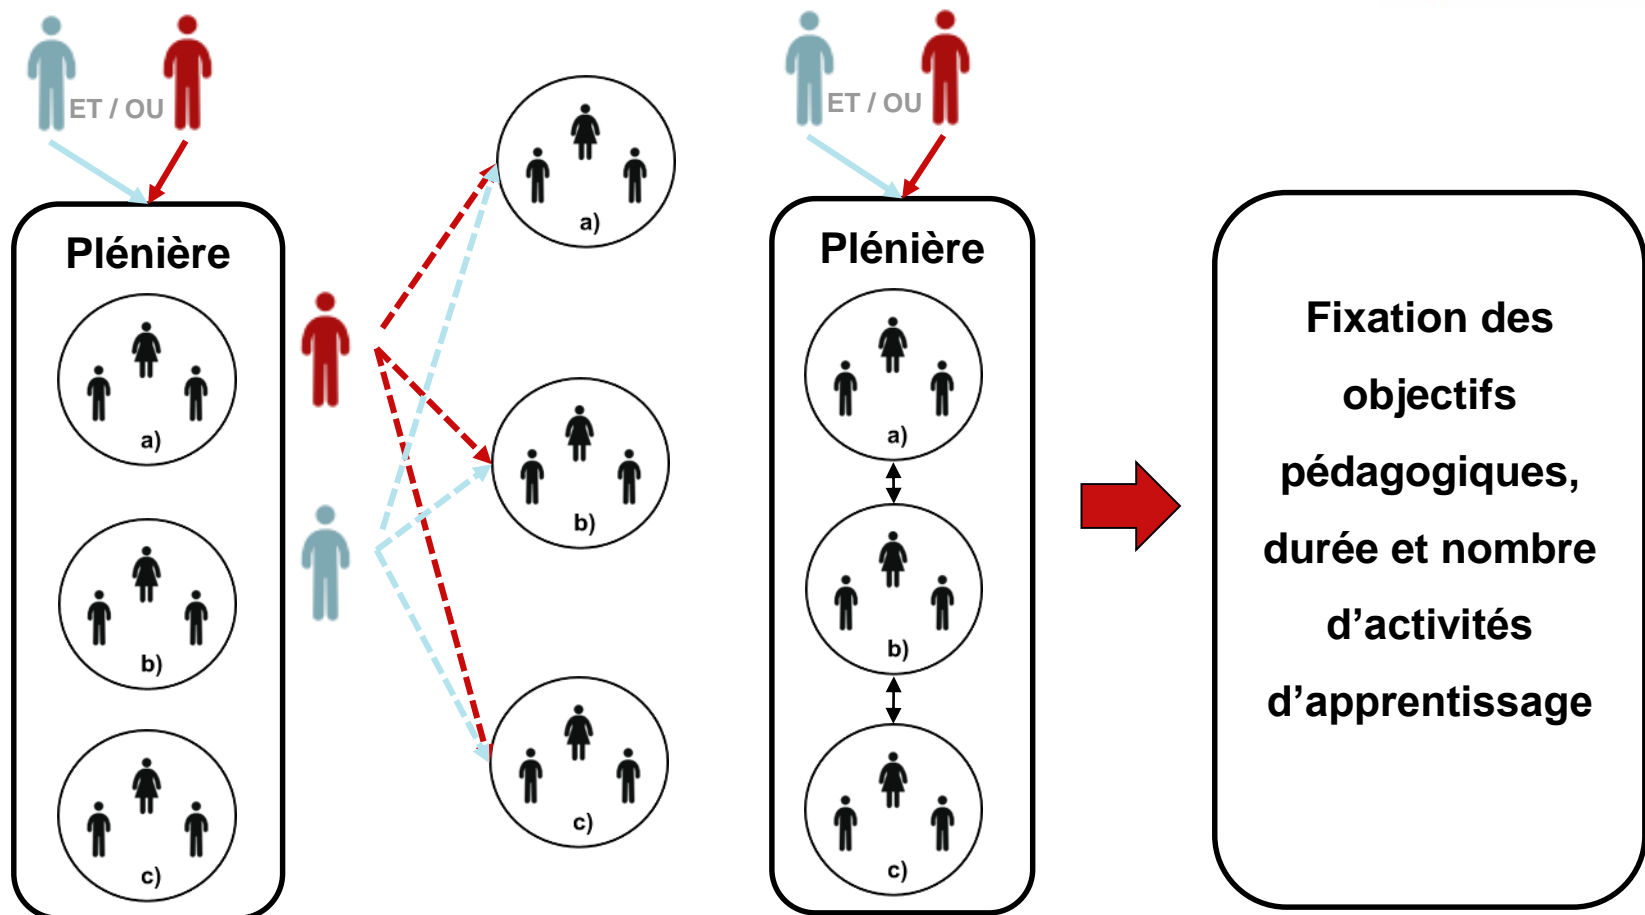 ET / OU
Plénière
a)
b)
c)
a)
b)
c)
ET / OU
Plénière
a)
b)
c)
Fixation des
objectifs
pédagogiques,
durée et nombre
d’activités
d’apprentissage